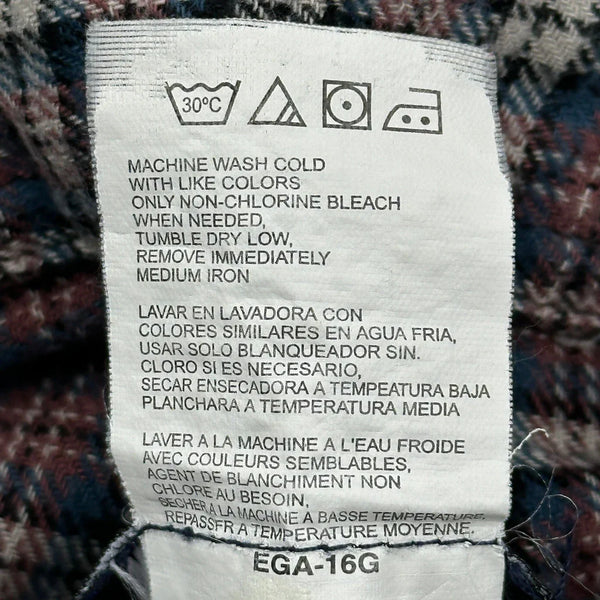 30ºC
MACHINE WASH COLD
WITH LIKE COLORS
ONLY NON-CHLORINE BLEACH
WHEN NEEDED,
TUMBLE DRY LOW,
REMOVE IMMEDIATELY
MEDIUM IRON
LAVAR EN LAVADORA CON
COLORES SIMILARES EN AGUA FRIA,
USAR SOLO BLANQUEADOR SIN.
CLORO SI ES NECESARIO,
SECAR ENSECADORA A TEMPEATURA BAJA
PLANCHARA A TEMPERATURA MEDIA
LAVER A LA MACHINE A L'EAU FROIDE
AVEC COULEURS SEMBLABLES,
AGENT DE BLANCHIMENT NON
CHLORE AU BESOIN,
SECHER A LA MACHINE A BASSE TEMPERATURE,
REPASSER A TEMPERATURE MOYENNE.
EGA-16G